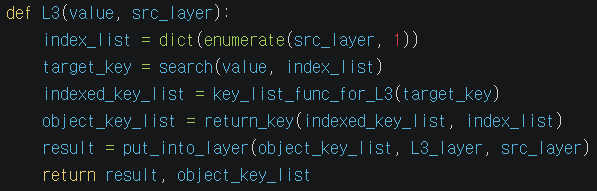 def L3(value, src_layer):
    index_list = dict(enumerate(src_layer, 1))
    target_key = search(value, index_list)
    indexed_key_list = key_list_func_for_L3(target_key)
    object_key_list = return_key(indexed_key_list, index_list)
    result = put_into_layer(object_key_list, L3_layer, src_layer)
    return result, object_key_list